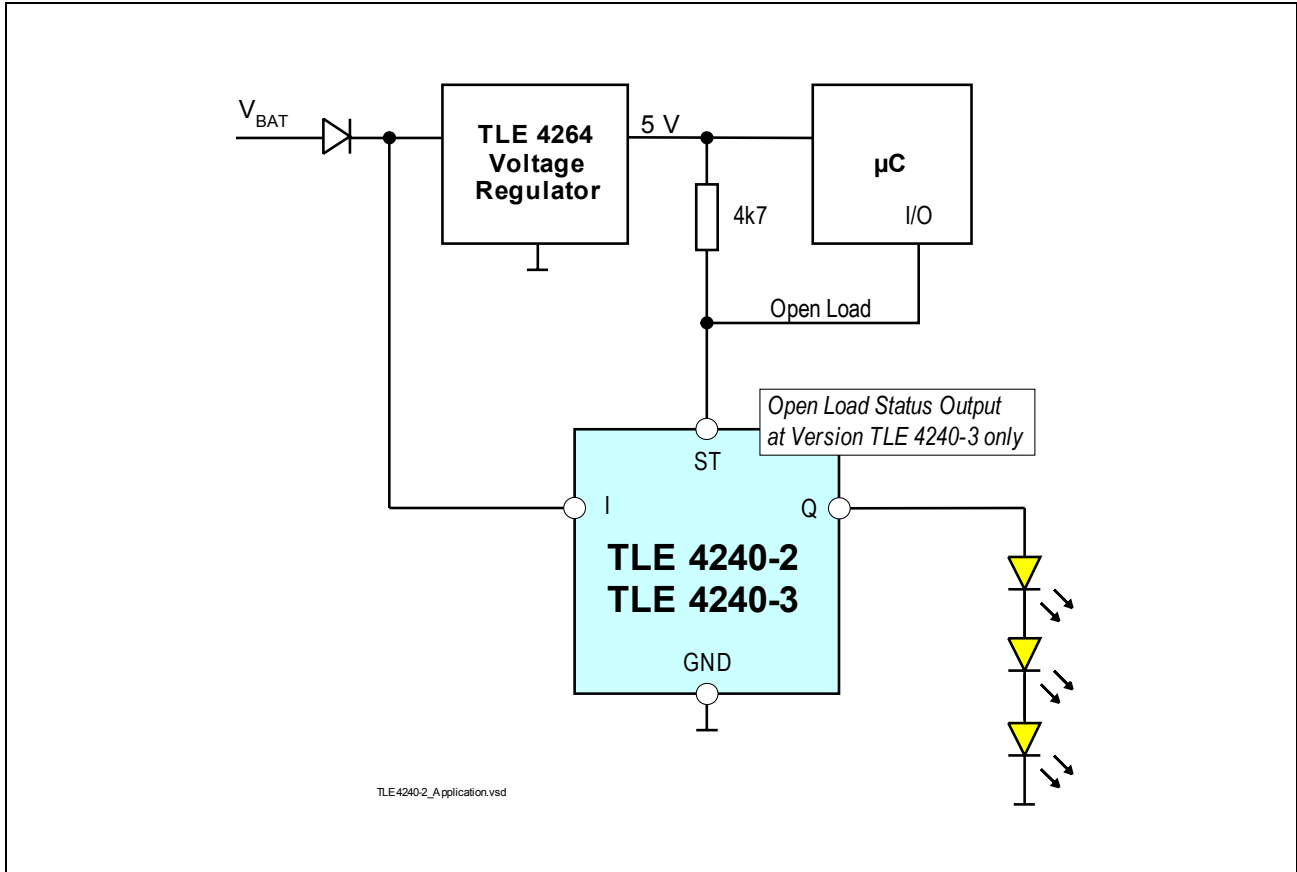 V_BAT
TLE 4264
Voltage
Regulator
5 V
µC
I/O
4k7
Open Load
Open Load Status Output
at Version TLE 4240-3 only
ST
I
Q
TLE 4240-2
TLE 4240-3
GND
TLE4240-2_Application.vsd